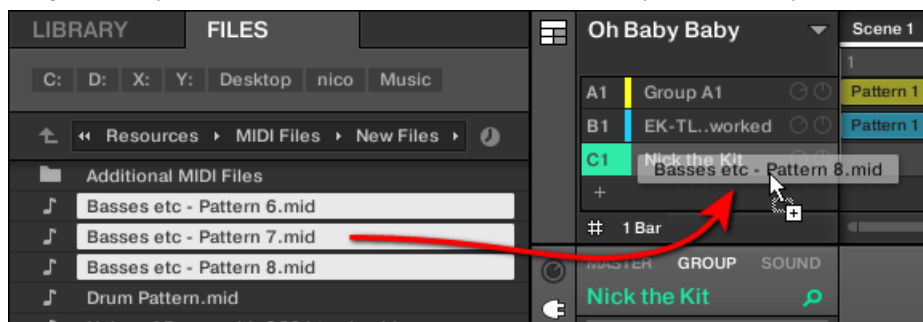 LIBRARY FILES
C: D: X: Y: Desktop nico Music
Resources MIDI Files New Files
Additional MIDI Files
Basses etc - Pattern 6.mid
Basses etc - Pattern 7.mid
Basses etc - Pattern 8.mid
Drum Pattern.mid
Oh Baby Baby
Scene 1
1
A1 Group A1 Pattern 1
B1 EK-TL..worked Pattern 1
C1 Nick the Kit
Basses etc - Pattern 8.mid
+
1 Bar
MASTER GROUP SOUND
Nick the Kit